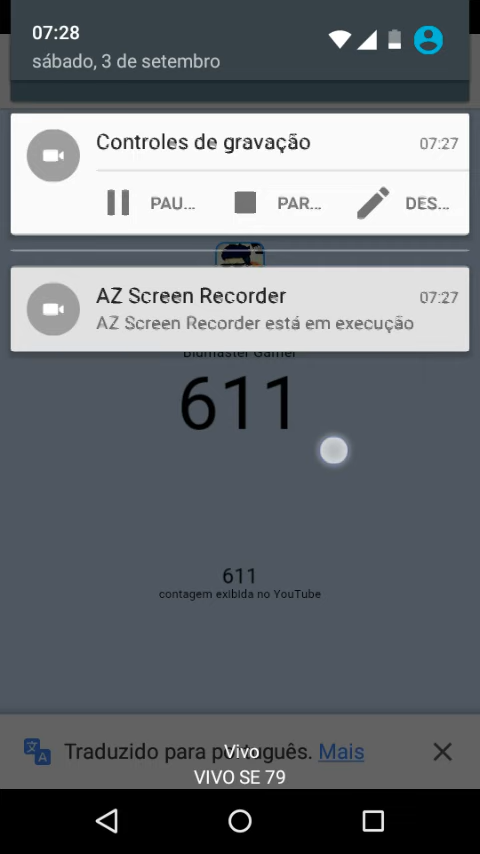 07:28
sábado, 3 de setembro
Controles de gravação
07:27
PAU...
PAR...
DES...
AZ Screen Recorder
07:27
AZ Screen Recorder está em execução
Blumaster Gamer
611
611
contagem exibida no YouTube
Traduzido para português. Mais
Vivo
VIVO SE 79